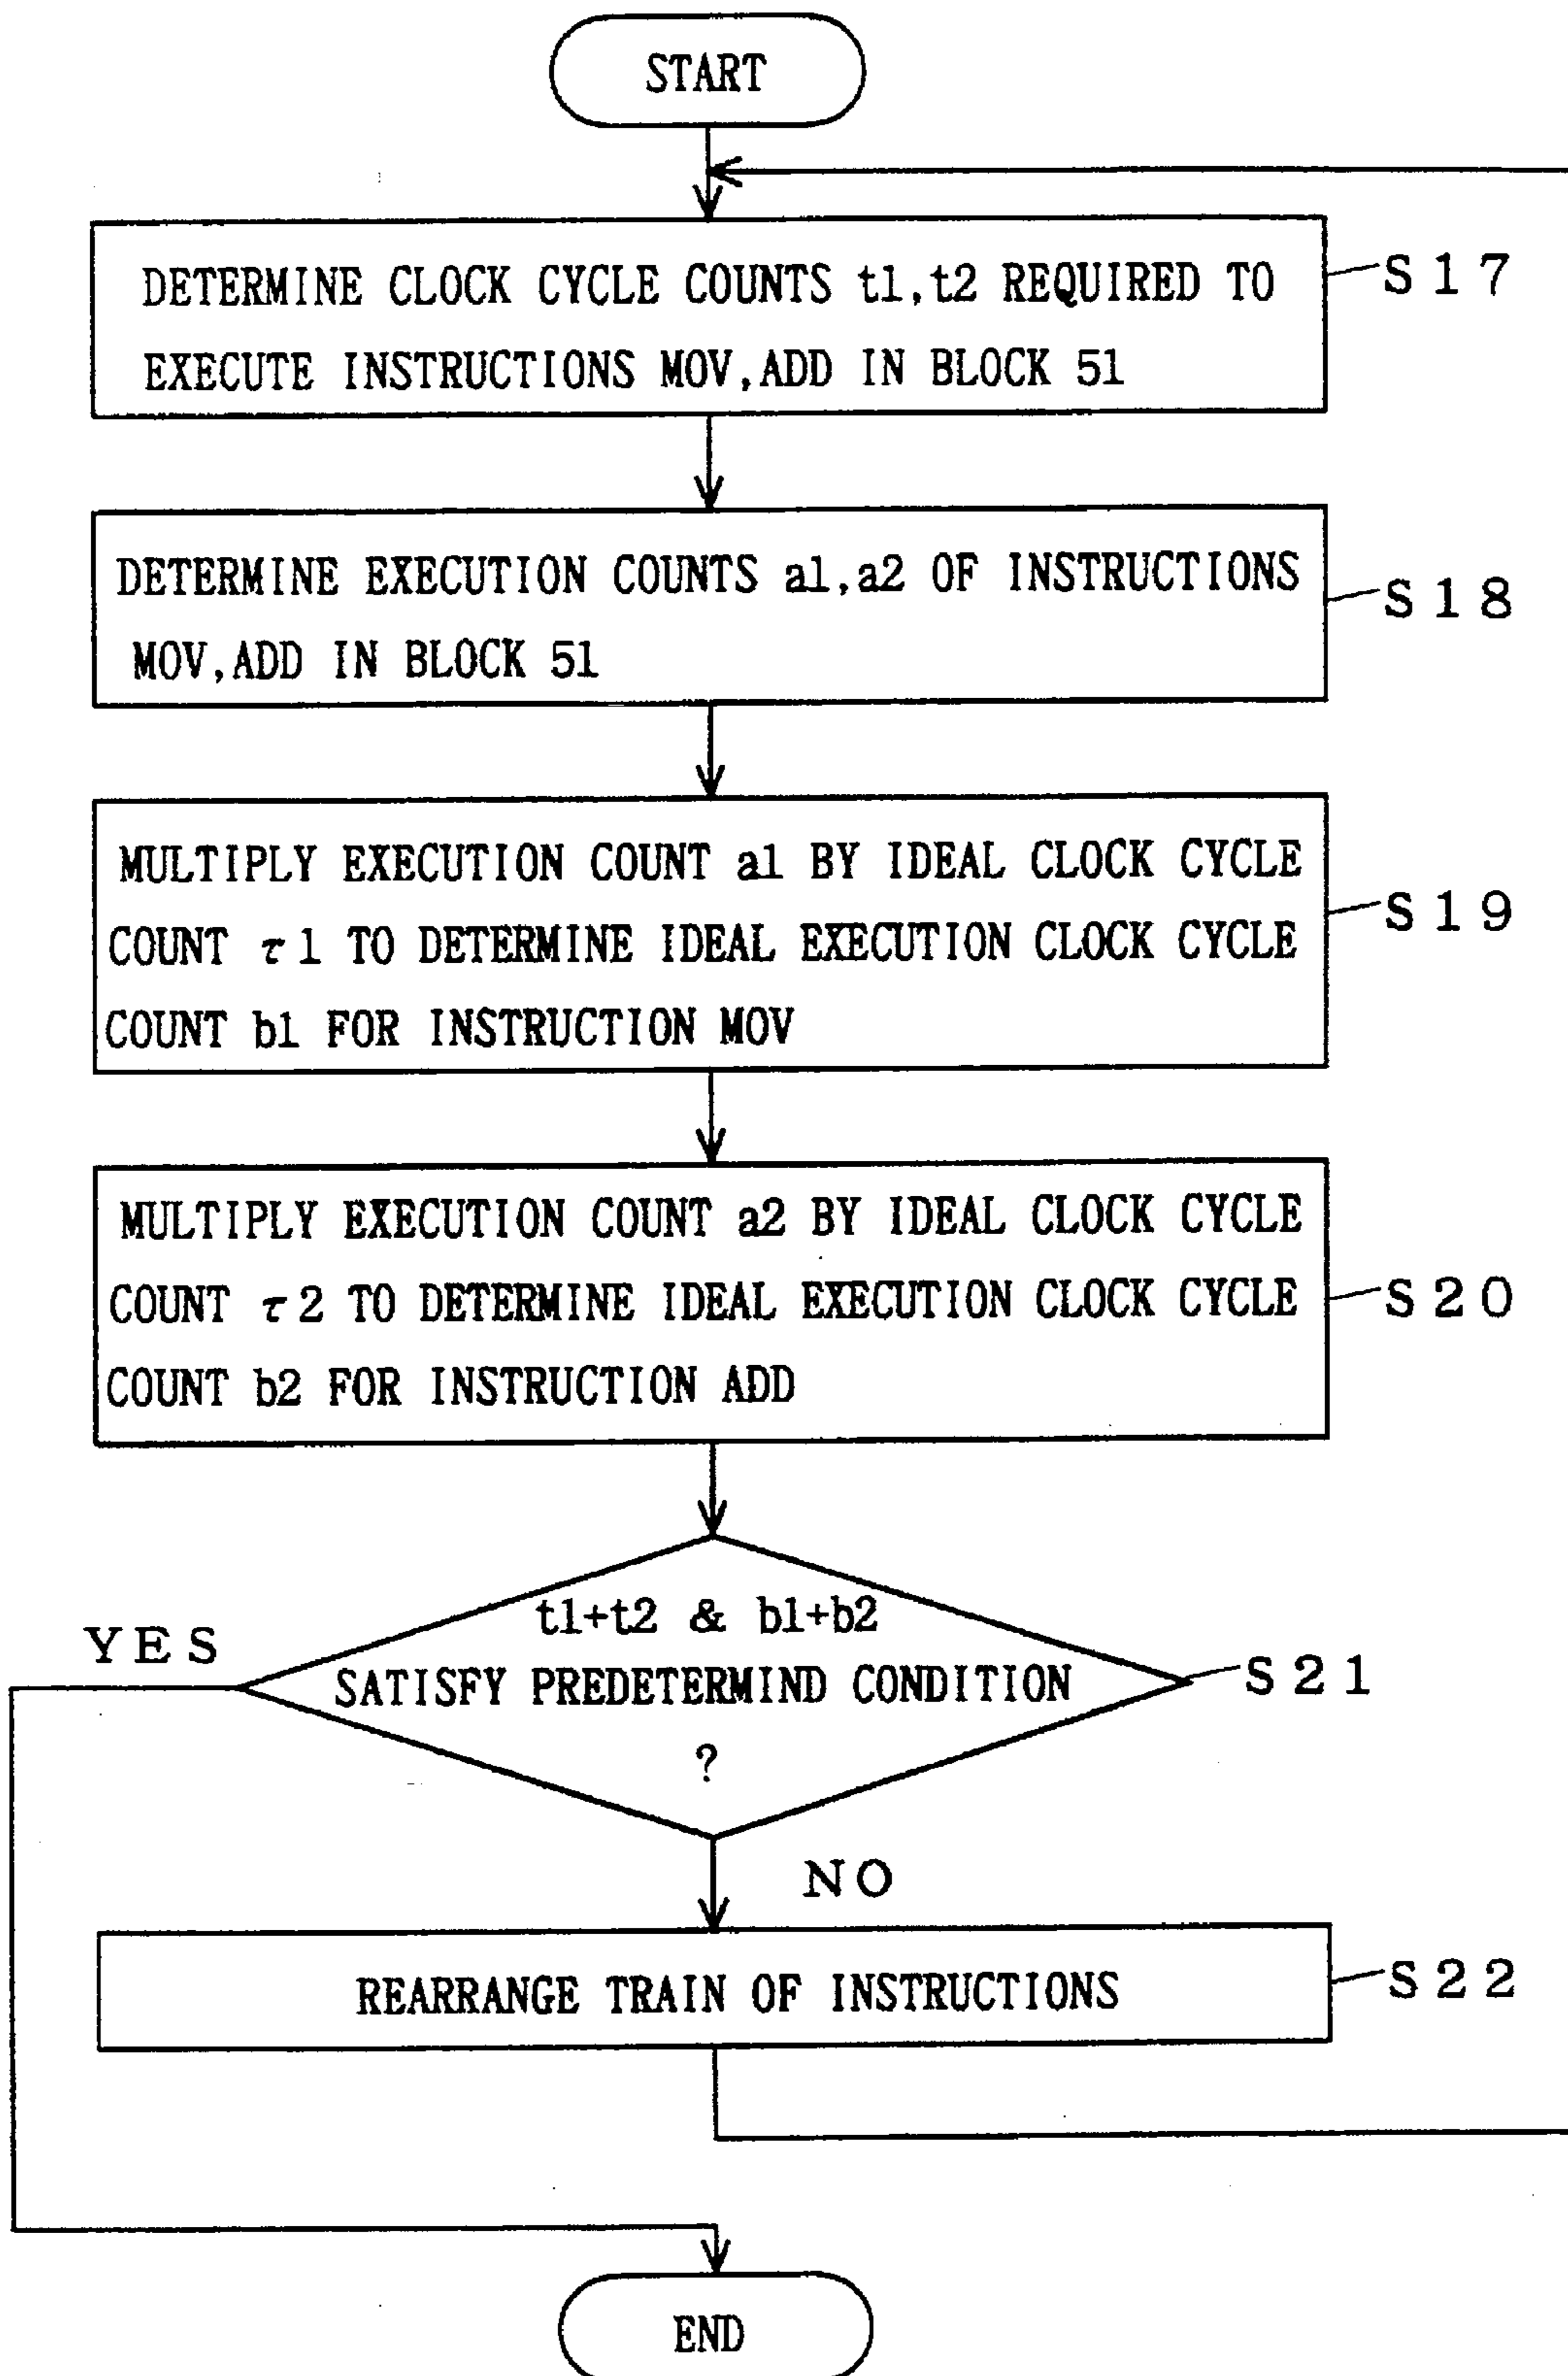 START
DETERMINE CLOCK CYCLE COUNTS t1,t2 REQUIRED TO
EXECUTE INSTRUCTIONS MOV,ADD IN BLOCK 51
S17
DETERMINE EXECUTION COUNTS a1,a2 OF INSTRUCTIONS
MOV,ADD IN BLOCK 51
S18
MULTIPLY EXECUTION COUNT a1 BY IDEAL CLOCK CYCLE
COUNT τ1 TO DETERMINE IDEAL EXECUTION CLOCK CYCLE
COUNT b1 FOR INSTRUCTION MOV
S19
MULTIPLY EXECUTION COUNT a2 BY IDEAL CLOCK CYCLE
COUNT τ2 TO DETERMINE IDEAL EXECUTION CLOCK CYCLE
COUNT b2 FOR INSTRUCTION ADD
S20
t1+t2 & b1+b2
SATISFY PREDETERMIND CONDITION
?
S21
YES
NO
REARRANGE TRAIN OF INSTRUCTIONS
S22
END